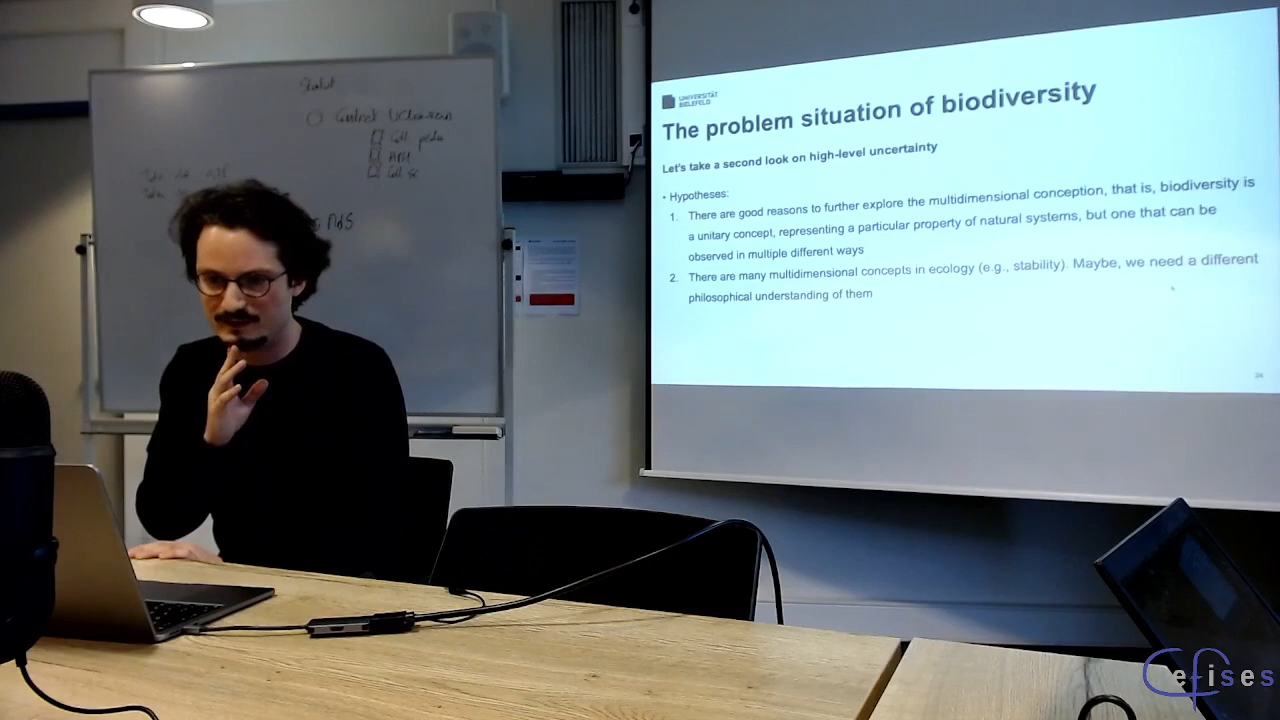 UNIVERSITÄT
BIELEFELD
The problem situation of biodiversity
Let's take a second look on high-level uncertainty
• Hypotheses:
1. There are good reasons to further explore the multidimensional conception, that is, biodiversity is
a unitary concept, representing a particular property of natural systems, but one that can be
observed in multiple different ways
2. There are many multidimensional concepts in ecology (e.g., stability). Maybe, we need a different
philosophical understanding of them
24
Cefises